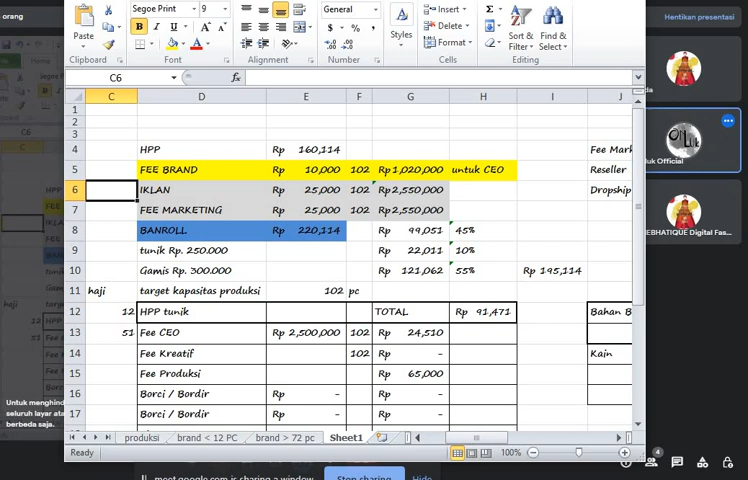 orang
Hentikan presentasi
Paste
Segoe Print
9
A
A
B
I
U
General
$
%
,
Styles
Insert
Delete
Format
Σ
Sort &
Filter
Find &
Select
Clipboard
Font
Alignment
Number
Cells
Editing
C6
fx
C D E F G H I J
1
2
3
4 HPP Rp 160,114 Fee Mark
5 FEE BRAND Rp 10,000 102 Rp1,020,000 untuk CEO Reseller
6 IKLAN Rp 25,000 102 Rp2,550,000 Dropship
7 FEE MARKETING Rp 25,000 102 Rp2,550,000
8 BANROLL Rp 220,114 Rp 99,051 45%
9 tunik Rp. 250.000 Rp 22,011 10%
10 Gamis Rp. 300.000 Rp 121,062 55% Rp 195,114
11 haji target kapasitas produksi 102 pc
12 12 HPP tunik TOTAL Rp 91,471 Bahan B
13 51 Fee CEO Rp 2,500,000 102 Rp 24,510
14 Fee Kreatif 102 Rp - Kain
15 Fee Produksi Rp 65,000
16 Borci / Bordir Rp - Rp -
17 Borci / Bordir Rp - Rp -
produksi brand < 12 PC brand > 72 pc Sheet1
Ready
100%
Untuk menghind
seluruh layar ata
berbeda saja.
luk Official
EBHATIQUE Digital Fas...
4
meet.google.com is sharing a window.
Stop sharing
Hide